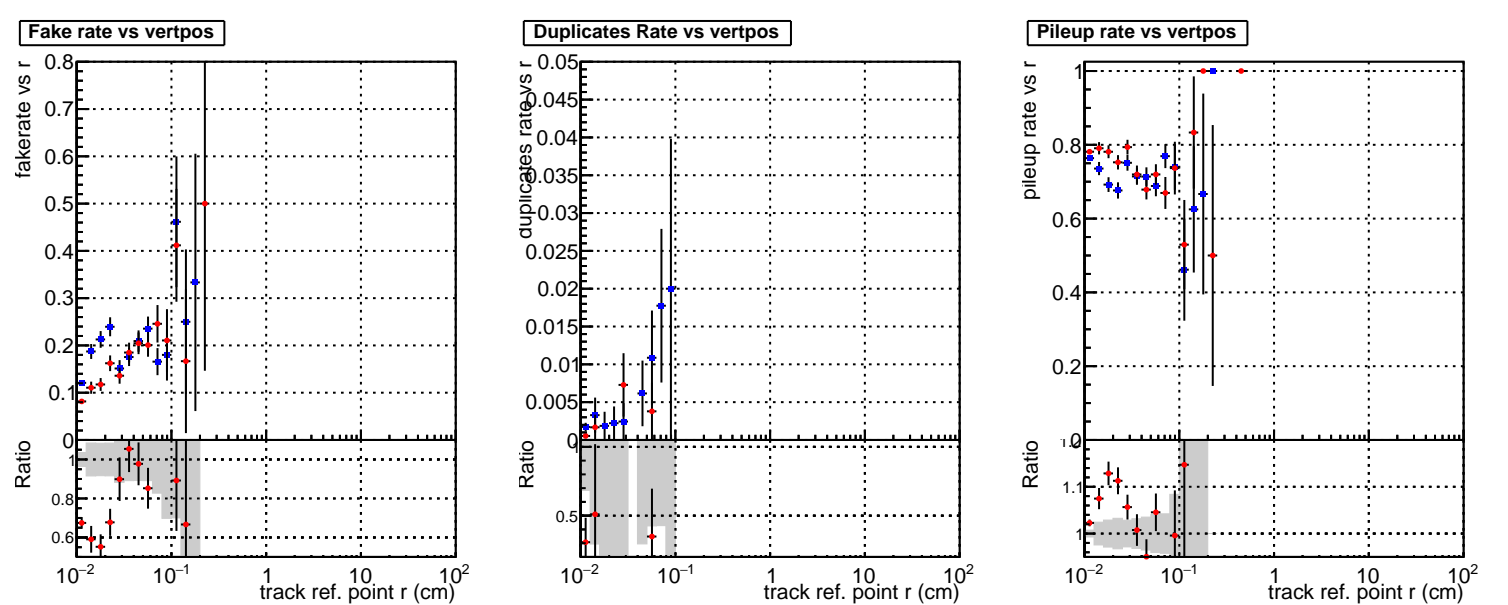 Fake rate vs vertpos
fakerate vs r
0.8
0.7
0.6
0.5
0.4
0.3
0.2
0.1
0
Ratio
1
0.8
0.6
10−2 10−1 1 10 102
track ref. point r (cm)
Duplicates Rate vs vertpos
duplicates rate vs r
0.05
0.045
0.04
0.035
0.03
0.025
0.02
0.015
0.01
0.005
0
Ratio
1
0.5
10−2 10−1 1 10 102
track ref. point r (cm)
Pileup rate vs vertpos
pileup rate vs r
1
0.8
0.6
0.4
0.2
0
Ratio
1.1
1
10−2 10−1 1 10 102
track ref. point r (cm)